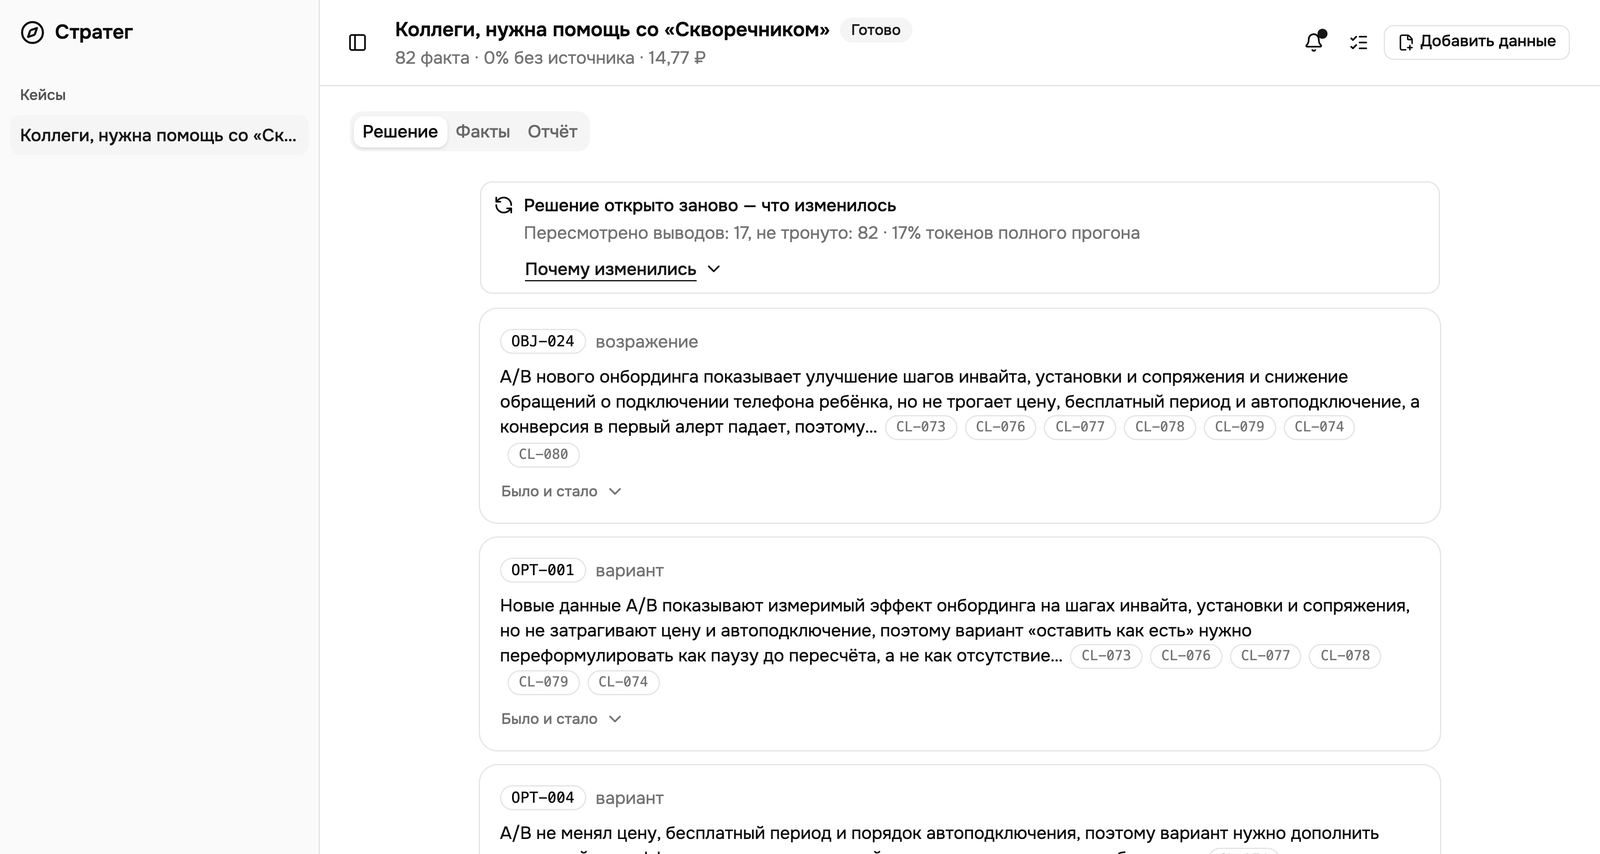 Стратег
Кейсы
Коллеги, нужна помощь со «Ск...
Коллеги, нужна помощь со «Скворечником»
Готово
82 факта · 0% без источника · 14,77 ₽
Добавить данные
Решение Факты Отчёт
Решение открыто заново — что изменилось
Пересмотрено выводов: 17, не тронуто: 82 · 17% токенов полного прогона
Почему изменились
OBJ-024 возражение
A/B нового онбординга показывает улучшение шагов инвайта, установки и сопряжения и снижение
обращений о подключении телефона ребёнка, но не трогает цену, бесплатный период и автоподключение, а
конверсия в первый алерт падает, поэтому... CL-073 CL-076 CL-077 CL-078 CL-079 CL-074
CL-080
Было и стало
OPT-001 вариант
Новые данные A/B показывают измеримый эффект онбординга на шагах инвайта, установки и сопряжения,
но не затрагивают цену и автоподключение, поэтому вариант «оставить как есть» нужно
переформулировать как паузу до пересчёта, а не как отсутствие... CL-073 CL-076 CL-077 CL-078
CL-079 CL-074
Было и стало
OPT-004 вариант
A/B не менял цену, бесплатный период и порядок автоподключения, поэтому вариант нужно дополнить